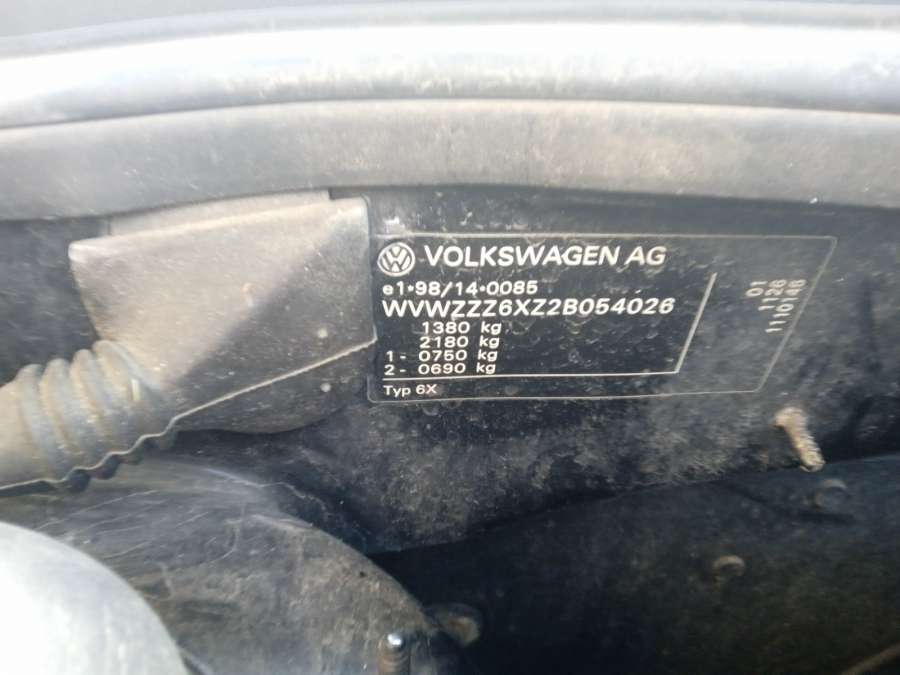 VOLKSWAGEN AG
e1*98/14*0085
WVWZZZ6XZ2B054026
1380 kg
2180 kg
1- 0750 kg
2- 0690 kg
Typ 6X
01
1126
1110146